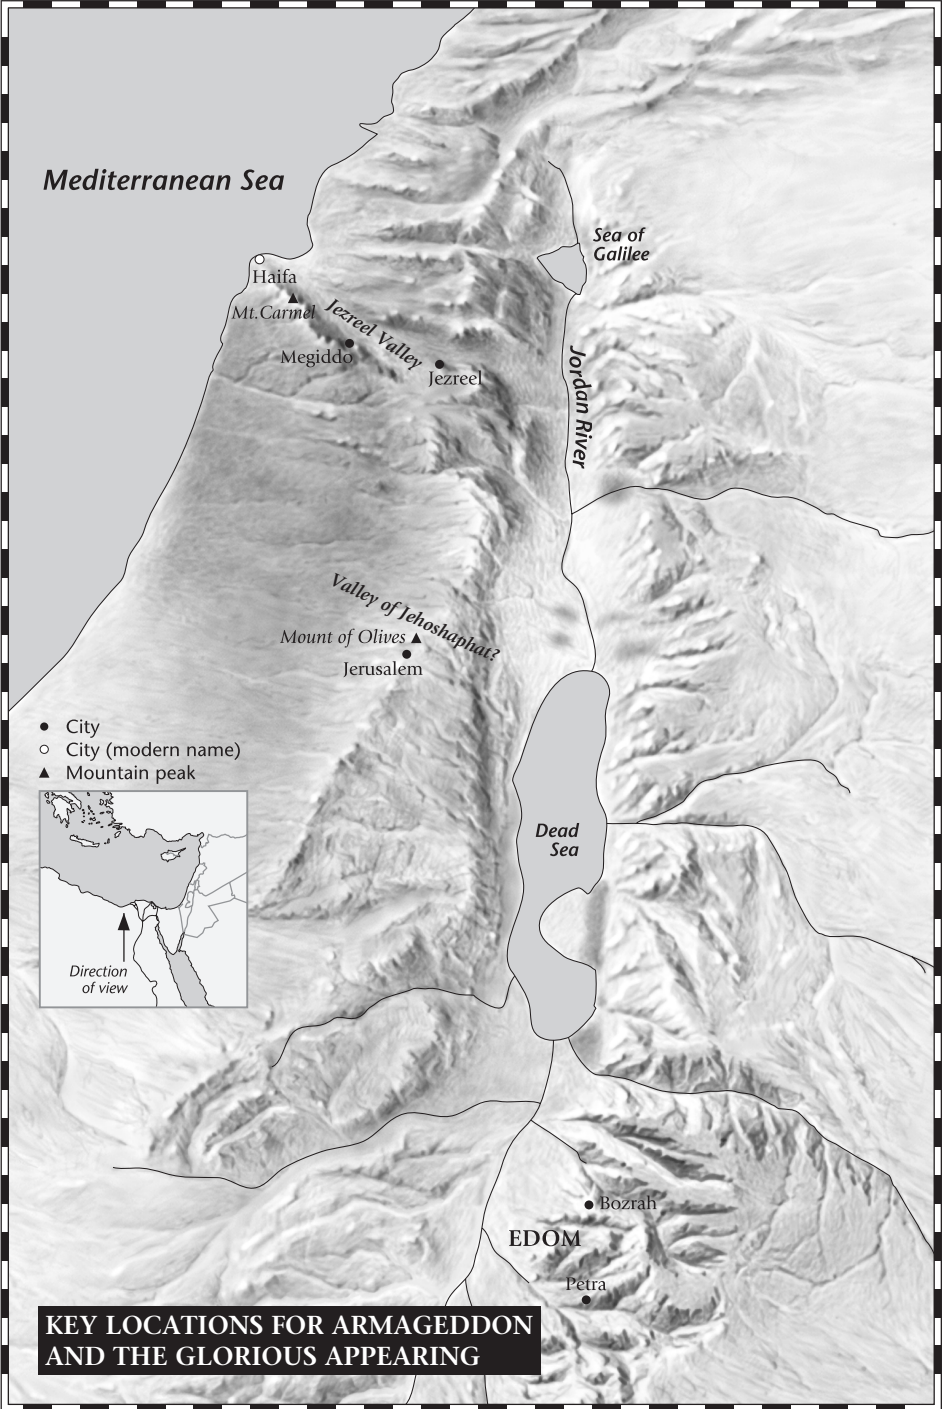 Mediterranean Sea
Sea of
Galilee
Haifa
Mt.Carmel
Jezreel Valley
Megiddo
Jezreel
Jordan River
Valley of Jehoshaphat?
Mount of Olives
Jerusalem
City
City (modern name)
Mountain peak
Dead
Sea
Direction
of view
Bozrah
EDOM
Petra
KEY LOCATIONS FOR ARMAGEDDON
AND THE GLORIOUS APPEARING